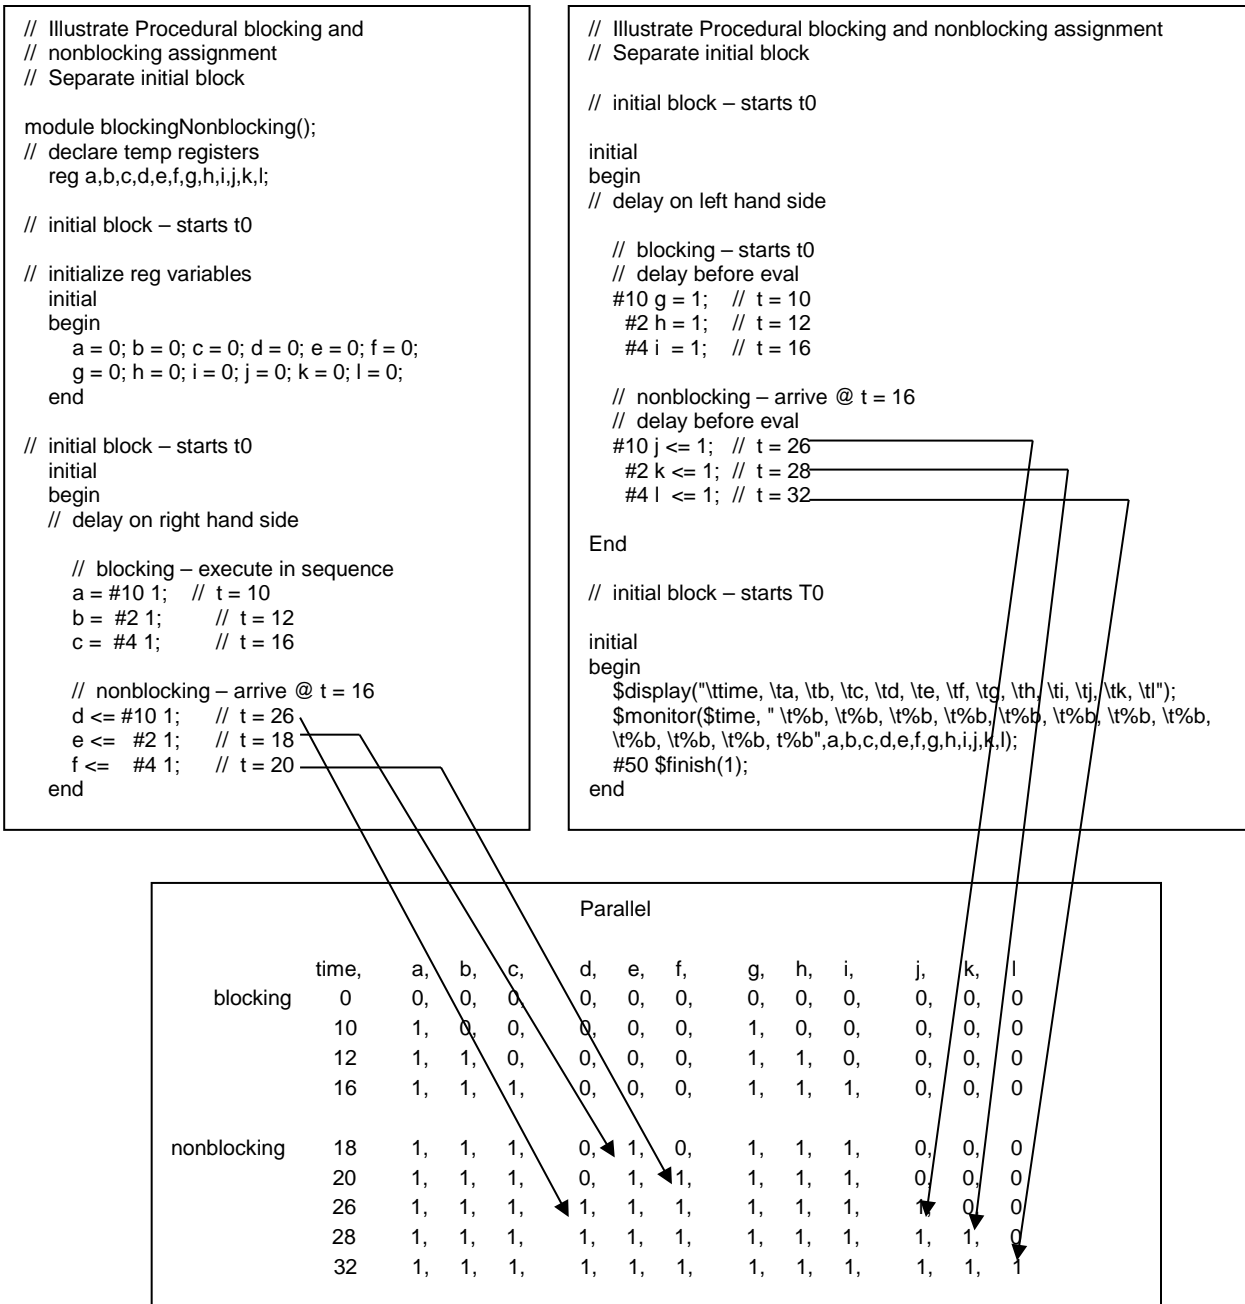 // Illustrate Procedural blocking and
// nonblocking assignment
// Separate initial block
module blockingNonblocking();
// declare temp registers
reg a,b,c,d,e,f,g,h,i,j,k,l;
// initial block – starts t0
// initialize reg variables
initial
begin
a = 0; b = 0; c = 0; d = 0; e = 0; f = 0;
g = 0; h = 0; i = 0; j = 0; k = 0; l = 0;
end
// initial block – starts t0
initial
begin
// delay on right hand side
// blocking – execute in sequence
a = #10 1; // t = 10
b = #2 1; // t = 12
c = #4 1; // t = 16
// nonblocking – arrive @ t = 16
d <= #10 1; // t = 26
e <= #2 1; // t = 18
f <= #4 1; // t = 20
end
// Illustrate Procedural blocking and nonblocking assignment
// Separate initial block
// initial block – starts t0
initial
begin
// delay on left hand side
// blocking – starts t0
// delay before eval
#10 g = 1; // t = 10
#2 h = 1; // t = 12
#4 i = 1; // t = 16
// nonblocking – arrive @ t = 16
// delay before eval
#10 j <= 1; // t = 26
#2 k <= 1; // t = 28
#4 l <= 1; // t = 32
End
// initial block – starts T0
initial
begin
$display("\ttime, \ta, \tb, \tc, \td, \te, \tf, \tg, \th, \ti, \tj, \tk, \tl");
$monitor($time, " \t%b, \t%b, \t%b, \t%b, \t%b, \t%b, \t%b, \t%b,
\t%b, \t%b, \t%b, t%b",a,b,c,d,e,f,g,h,i,j,k,l);
#50 $finish(1);
end
Parallel
time, a, b, c, d, e, f, g, h, i, j, k, l
blocking 0 0, 0, 0, 0, 0, 0, 0, 0, 0, 0, 0, 0
10 1, 0, 0, 0, 0, 0, 1, 0, 0, 0, 0, 0
12 1, 1, 0, 0, 0, 0, 1, 1, 0, 0, 0, 0
16 1, 1, 1, 0, 0, 0, 1, 1, 1, 0, 0, 0
nonblocking 18 1, 1, 1, 0, 1, 0, 1, 1, 1, 0, 0, 0
20 1, 1, 1, 0, 1, 1, 1, 1, 1, 0, 0, 0
26 1, 1, 1, 1, 1, 1, 1, 1, 1, 1, 0, 0
28 1, 1, 1, 1, 1, 1, 1, 1, 1, 1, 1, 0
32 1, 1, 1, 1, 1, 1, 1, 1, 1, 1, 1, 1